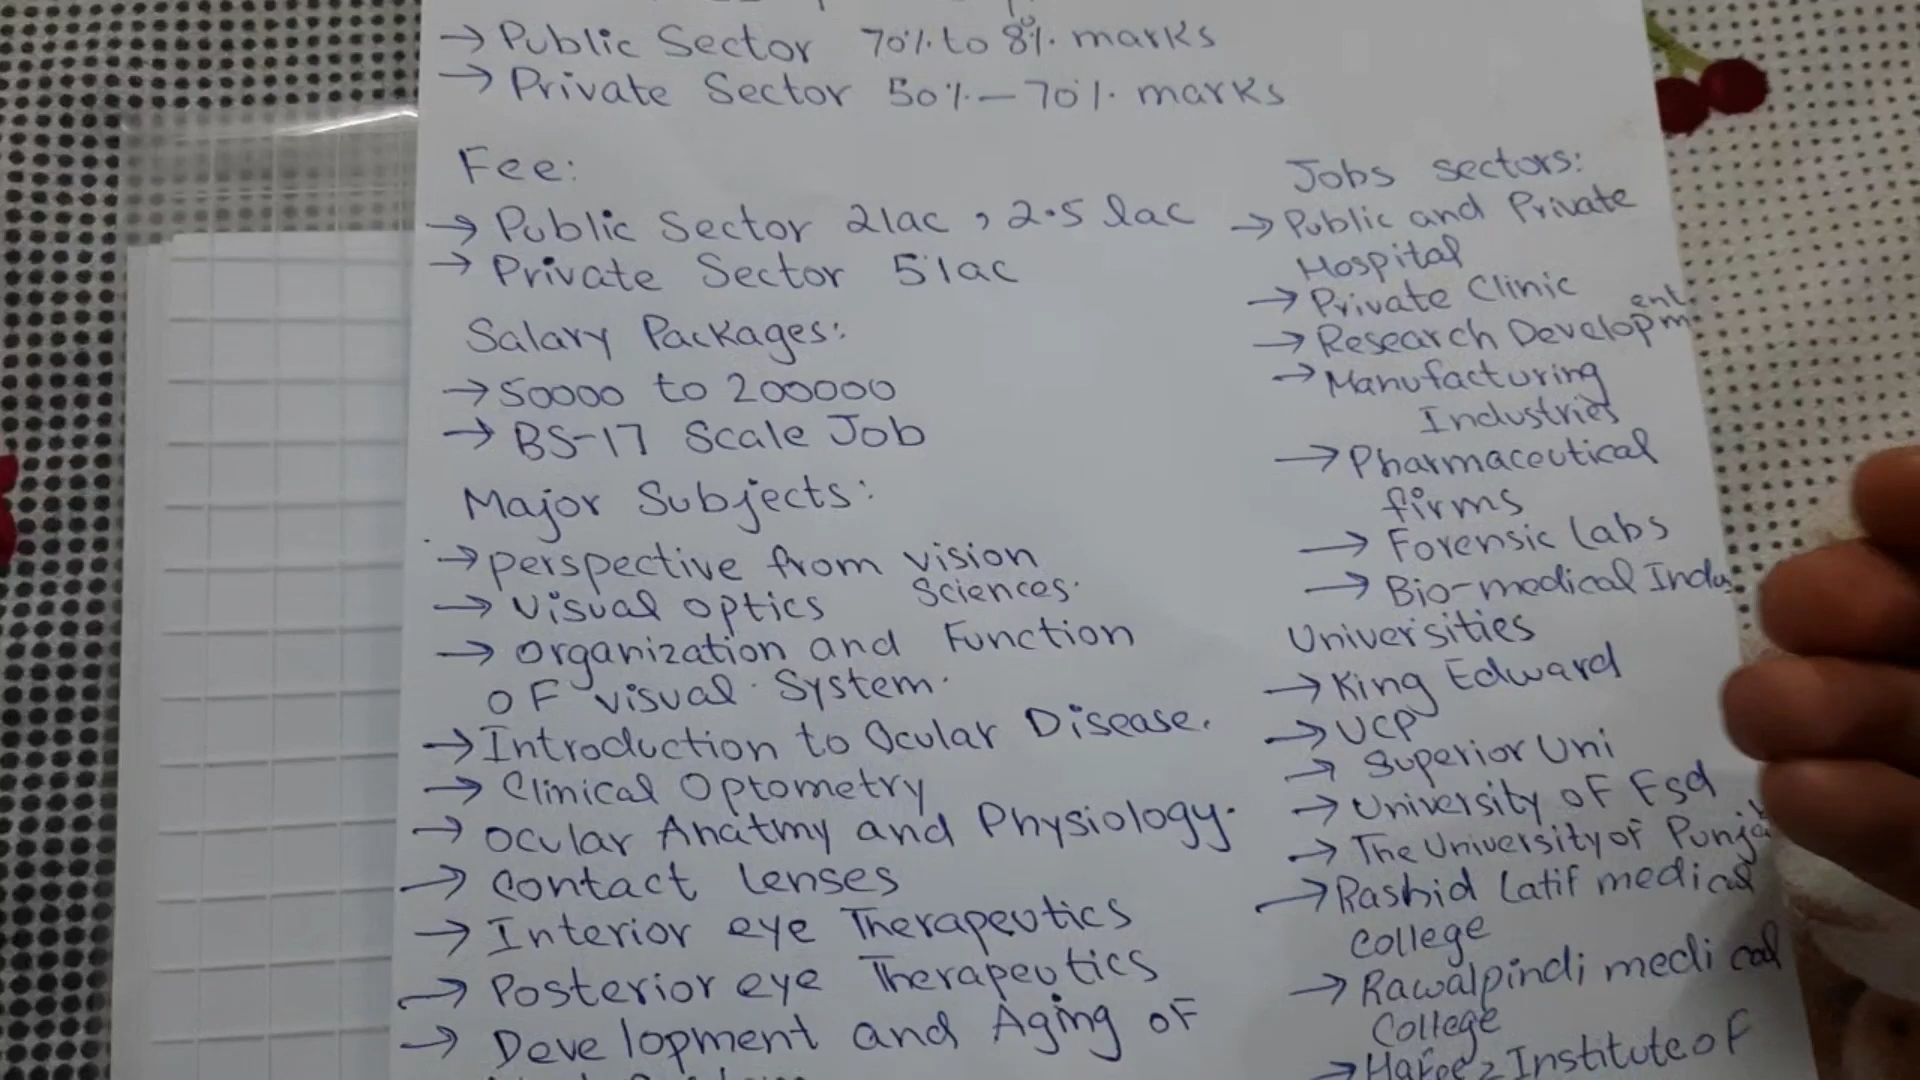 → Public Sector 70% to 80% marks
→ Private Sector 50% – 70% marks
Fee:
→ Public Sector 2lac, 2.5 lac
→ Private Sector 5lac
Salary Packages:
→ 50000 to 200000
→ BS-17 Scale Job
Major Subjects:
→ perspective from vision
Sciences.
→ Visual optics
→ organization and Function
OF visual System.
→ Introduction to Ocular Disease.
→ Clinical Optometry
→ Ocular Anatmy and Physiology.
→ contact lenses
→ Interior eye Therapeutics
→ Posterior eye Therapeutics
→ Development and Aging of
Jobs sectors:
→ Public and Private
Hospital
→ Private Clinic
→ Research Development
→ Manufacturing
Industries
→ Pharmaceutical
firms
→ Forensic labs
→ Bio-medical Indu
Universities
→ King Edward
→ UCP
→ Superior Uni
→ University of Fsd
→ The University of Punja
→ Rashid Latif medical
College
→ Rawalpindi medical
College
→ Hafeez Institute of